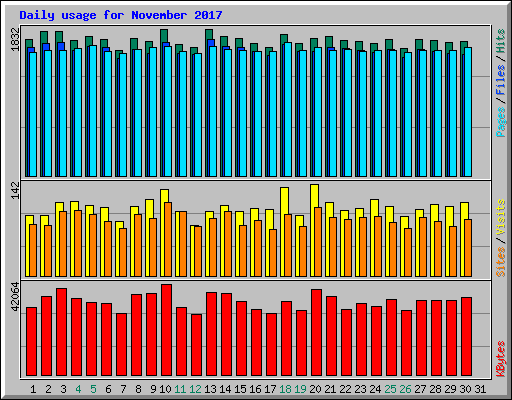 Daily usage for November 2017
1832
Pages / Files / Hits
142
Sites / Visits
42064
KBytes
1 2 3 4 5 6 7 8 9 10 11 12 13 14 15 16 17 18 19 20 21 22 23 24 25 26 27 28 29 30 31